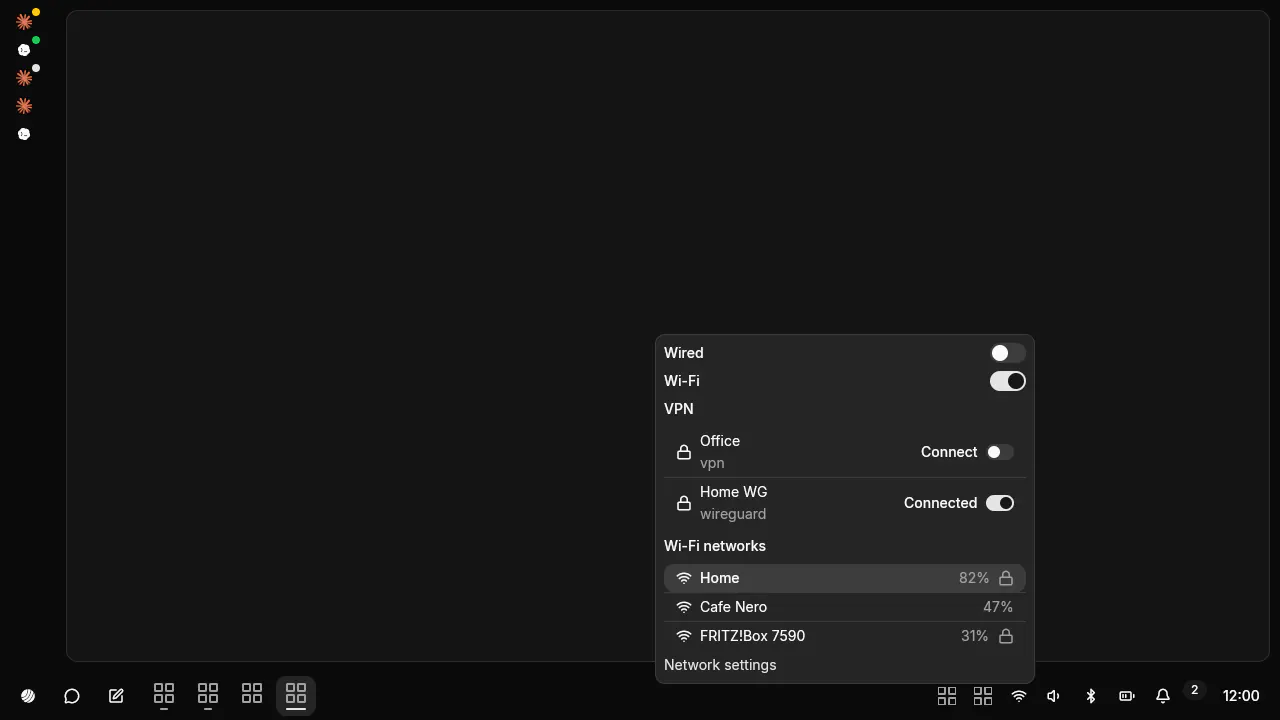 Wired
Wi-Fi
VPN
Office
vpn
Connect
Home WG
wireguard
Connected
Wi-Fi networks
Home 82%
Cafe Nero 47%
FRITZ!Box 7590 31%
Network settings
2
12:00